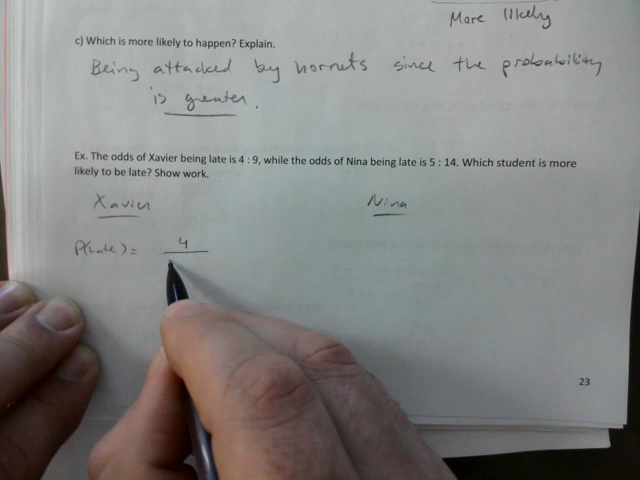 More likely
c) Which is more likely to happen? Explain.
Being attacked by hornets since the probability
is greater.
Ex. The odds of Xavier being late is 4 : 9, while the odds of Nina being late is 5 : 14. Which student is more
likely to be late? Show work.
Xavier Nina
P(Late) = 4
23